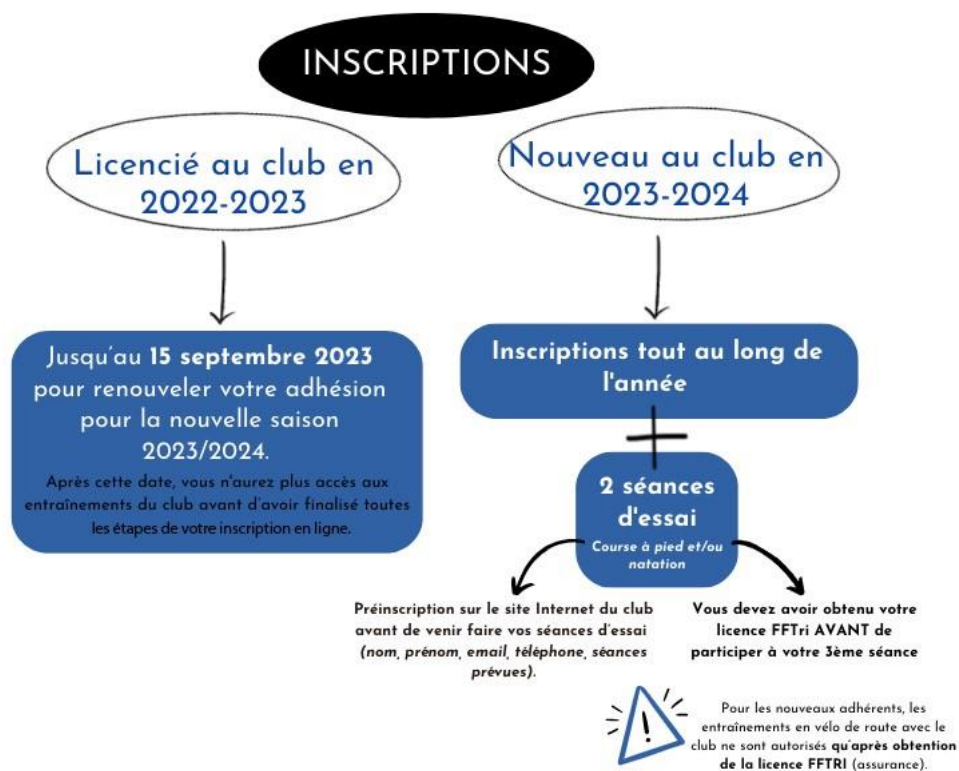 INSCRIPTIONS
Licencié au club en
2022-2023
Jusqu'au 15 septembre 2023
pour renouveler votre adhésion
pour la nouvelle saison
2023/2024.
Après cette date, vous n'aurez plus accès aux
entraînements du club avant d'avoir finalisé toutes
les étapes de votre inscription en ligne.
Nouveau au club en
2023-2024
Inscriptions tout au long de
l'année
2 séances
d'essai
Course à pied et/ou
natation
Préinscription sur le site Internet du club
avant de venir faire vos séances d'essai
(nom, prénom, email, téléphone, séances
prévues).
Vous devez avoir obtenu votre
licence FFTri AVANT de
participer à votre 3ème séance
!
Pour les nouveaux adhérents, les
entraînements en vélo de route avec le
club ne sont autorisés qu'après obtention
de la licence FFTRI (assurance).